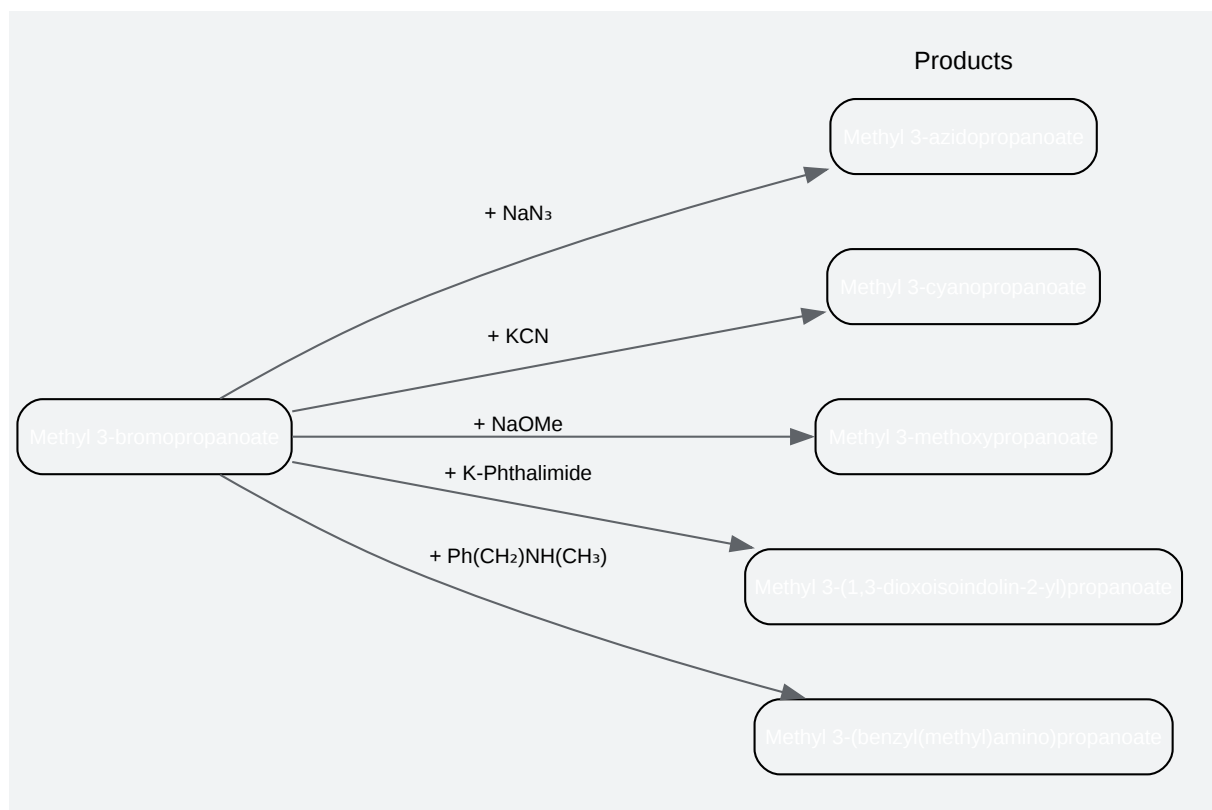 Products
Methyl 3-azidopropanoate
+ NaN₃
Methyl 3-cyanopropanoate
+ KCN
Methyl 3-bromopropanoate
+ NaOMe
Methyl 3-methoxypropanoate
+ K-Phthalimide
+ Ph(CH₂)NH(CH₃)
Methyl 3-(1,3-dioxoisoindolin-2-yl)propanoate
Methyl 3-(benzyl(methyl)amino)propanoate